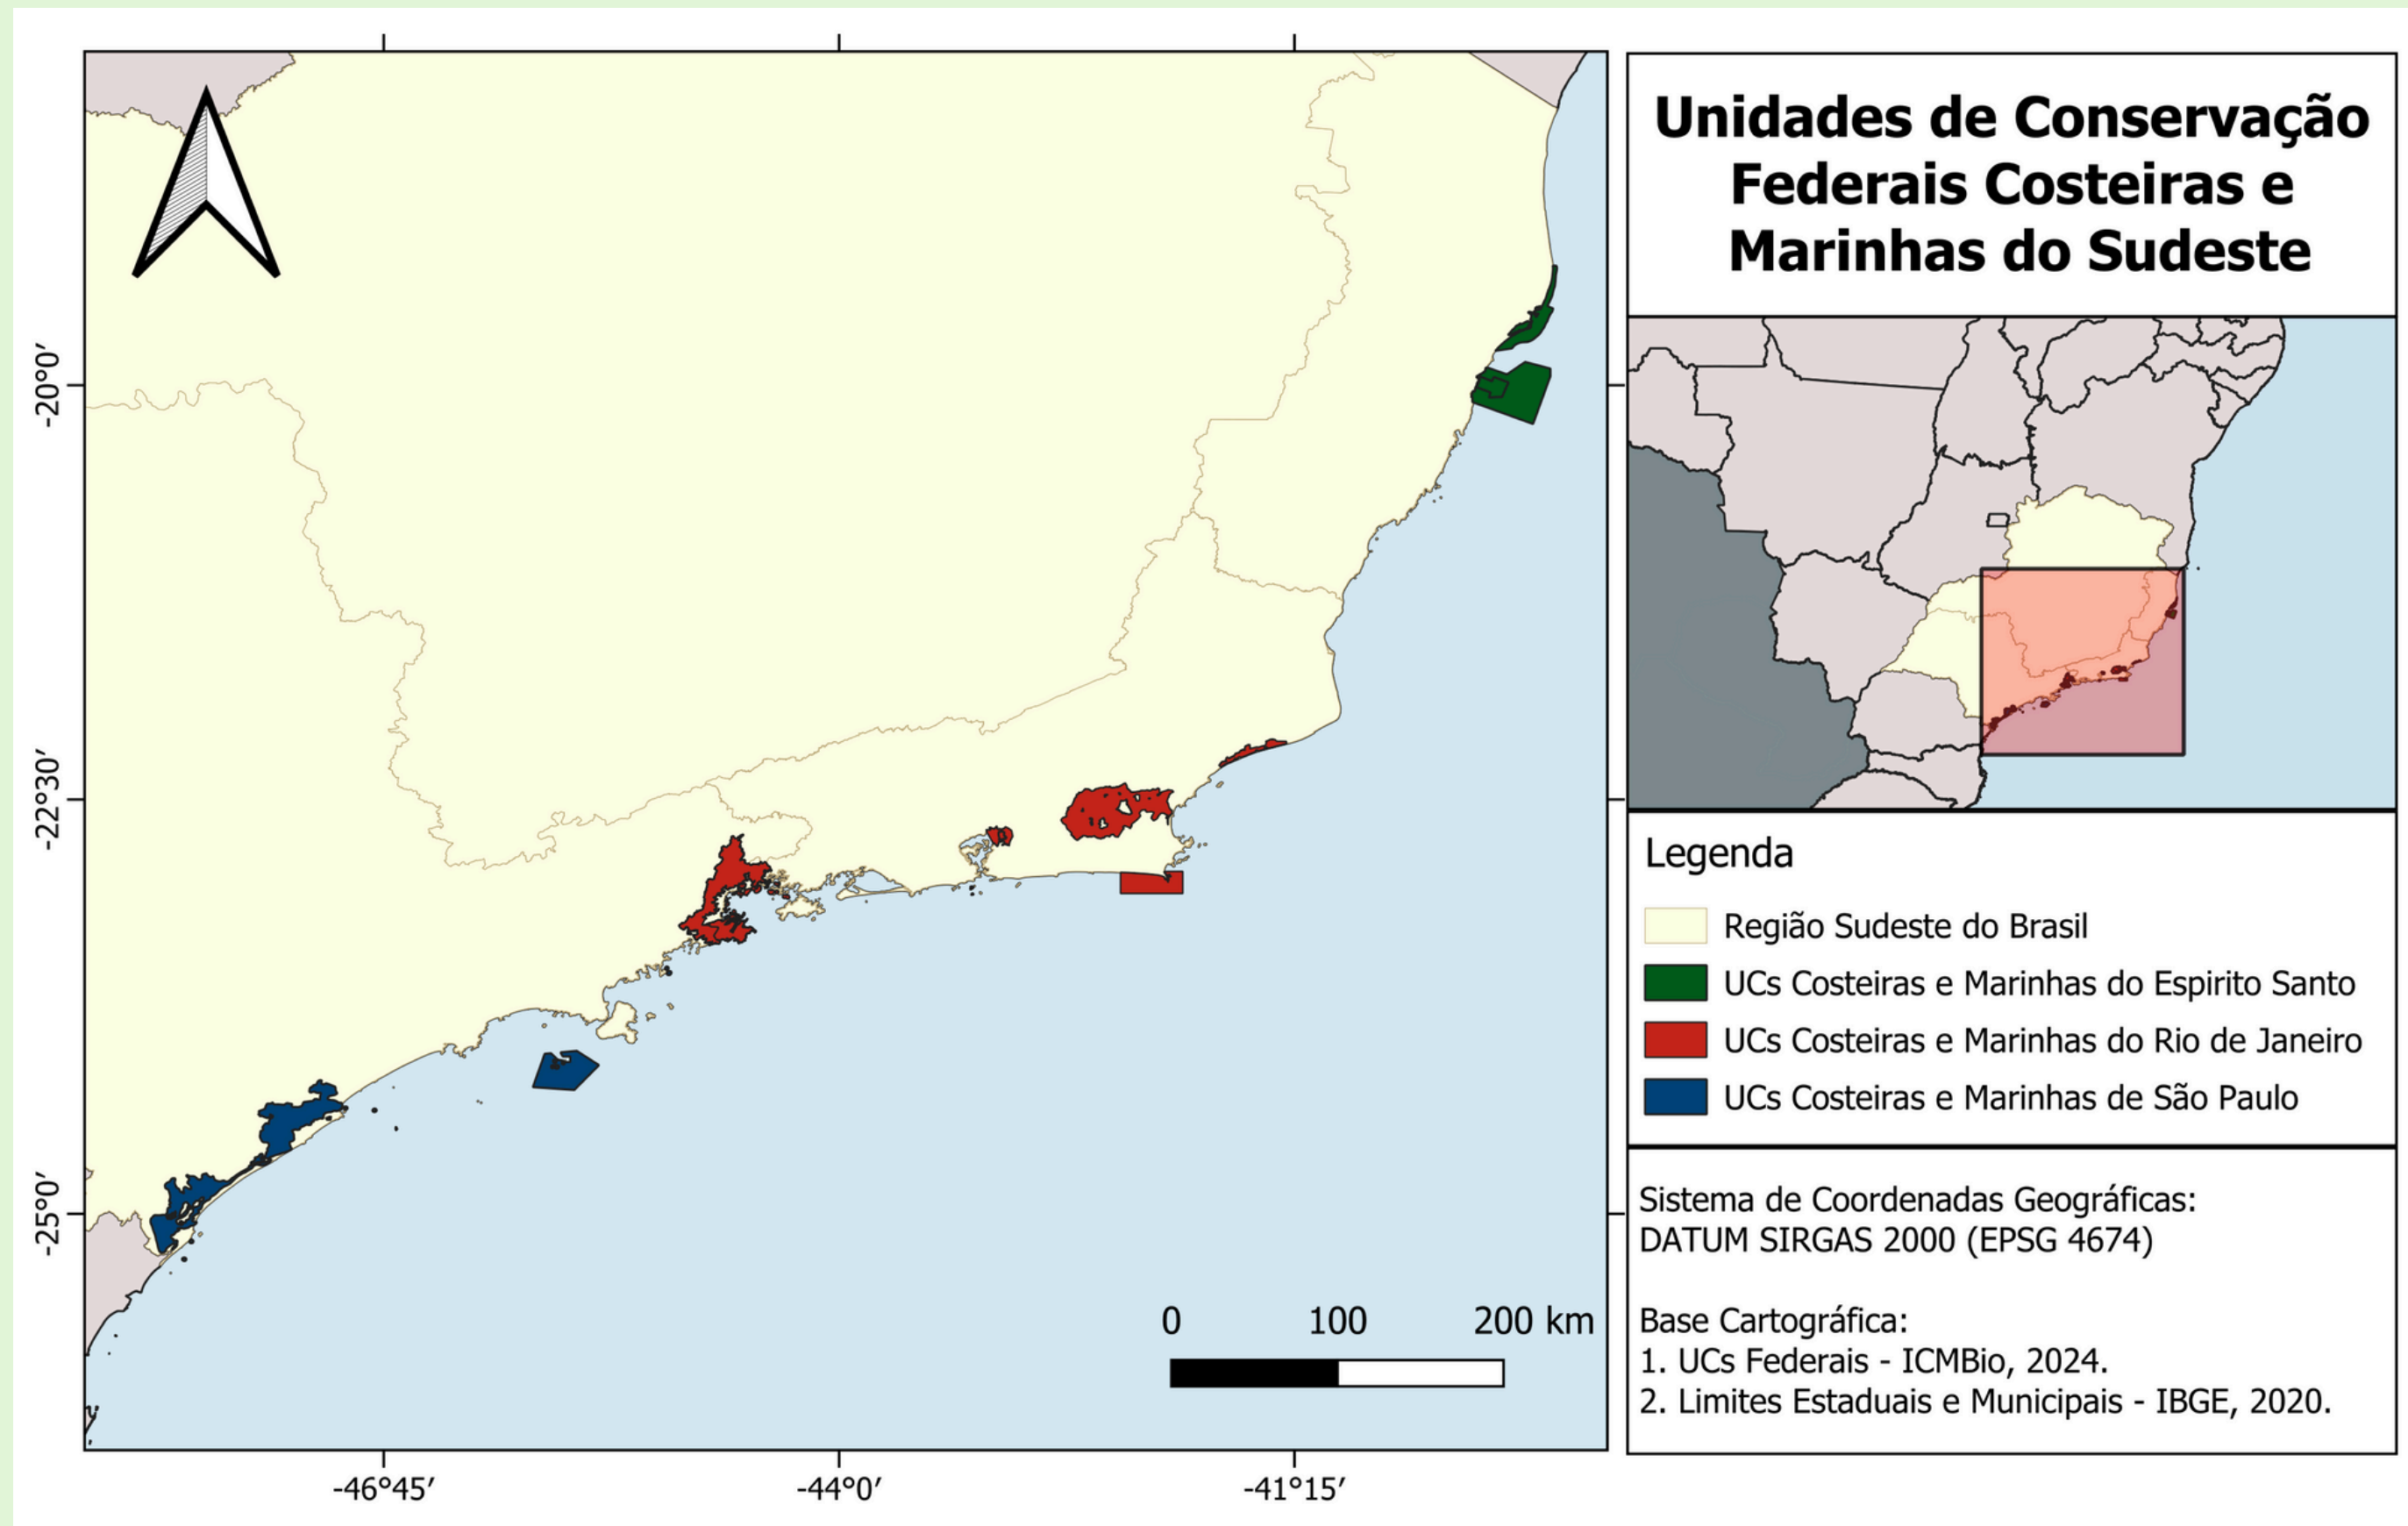 Unidades de Conservação
Federais Costeiras e
Marinhas do Sudeste
-20°0′
-22°30′
-25°0′
-46°45′
-44°0′
-41°15′
0 100 200 km
Legenda
Região Sudeste do Brasil
UCs Costeiras e Marinhas do Espirito Santo
UCs Costeiras e Marinhas do Rio de Janeiro
UCs Costeiras e Marinhas de São Paulo
Sistema de Coordenadas Geográficas:
DATUM SIRGAS 2000 (EPSG 4674)
Base Cartográfica:
1. UCs Federais - ICMBio, 2024.
2. Limites Estaduais e Municipais - IBGE, 2020.